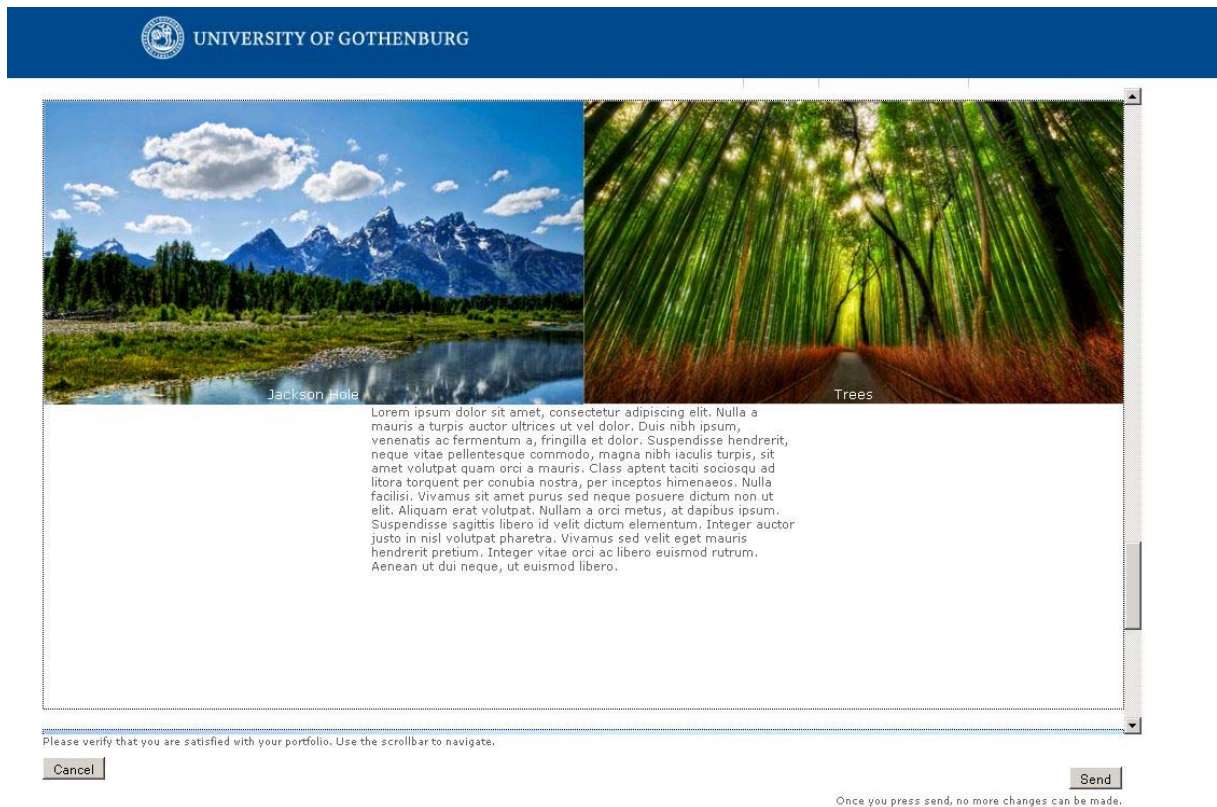 UNIVERSITY OF GOTHENBURG
Jackson Hole
Trees
Lorem ipsum dolor sit amet, consectetur adipiscing elit. Nulla a
mauris a turpis auctor ultrices ut vel dolor. Duis nibh ipsum,
venenatis ac fermentum a, fringilla et dolor. Suspendisse hendrerit,
neque vitae pellentesque commodo, magna nibh iaculis turpis, sit
amet volutpat quam orci a mauris. Class aptent taciti sociosqu ad
litora torquent per conubia nostra, per inceptos himenaeos. Nulla
facilisi. Vivamus sit amet purus sed neque posuere dictum non ut
elit. Aliquam erat volutpat. Nullam a orci metus, at dapibus ipsum.
Suspendisse sagittis libero id velit dictum elementum. Integer auctor
justo in nisl volutpat pharetra. Vivamus sed velit eget mauris
hendrerit pretium. Integer vitae orci ac libero euismod rutrum.
Aenean ut dui neque, ut euismod libero.
Please verify that you are satisfied with your portfolio. Use the scrollbar to navigate.
Cancel
Send
Once you press send, no more changes can be made.